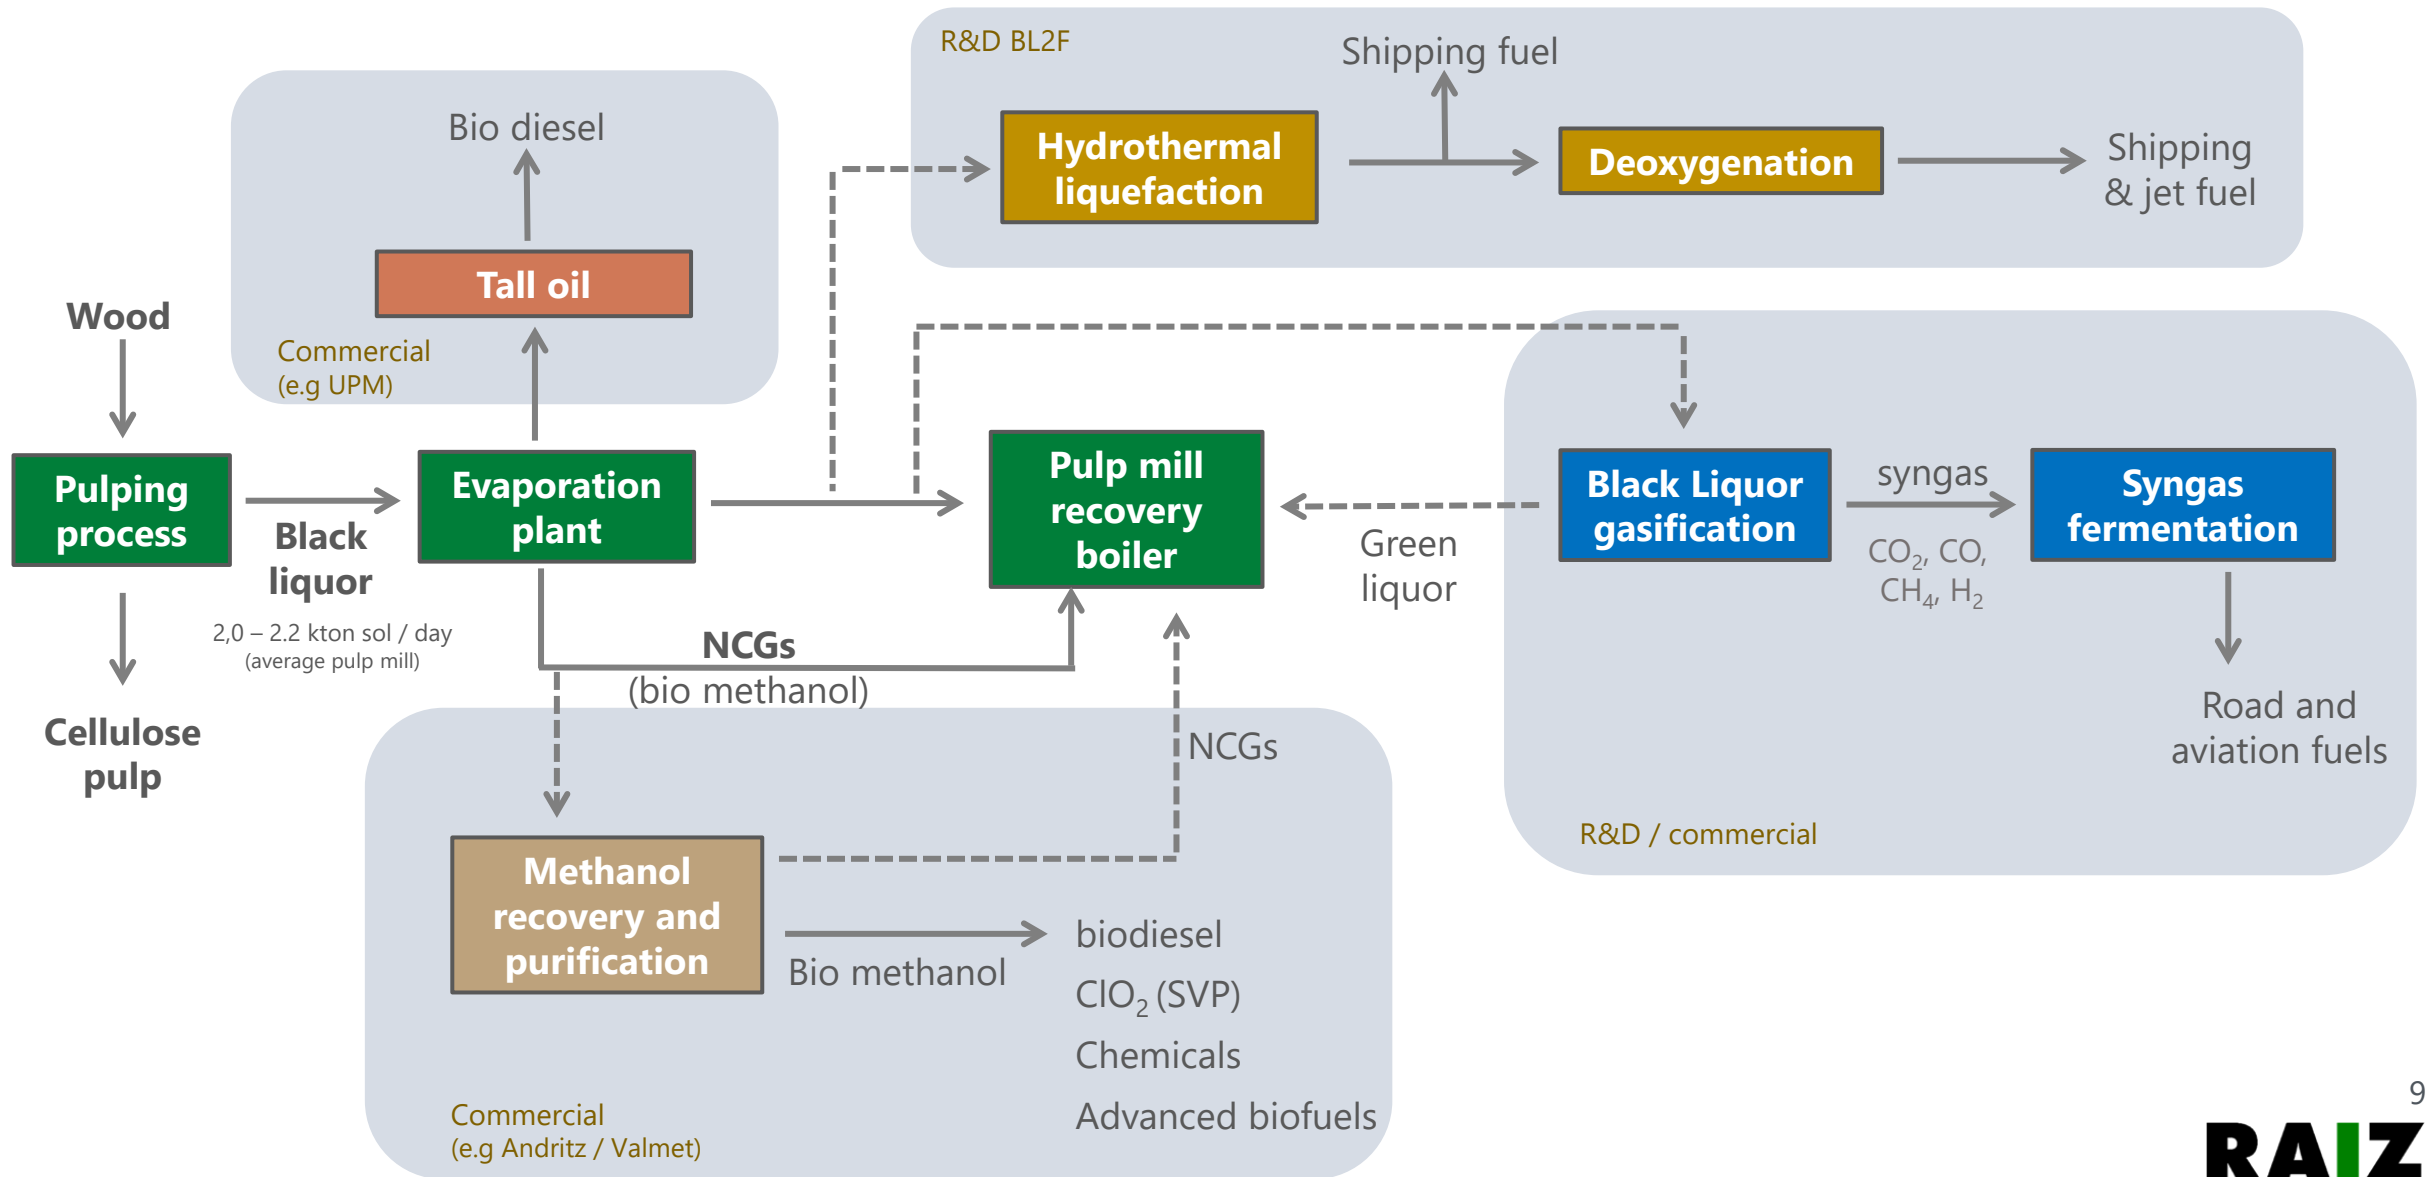 R&D BL2F
Shipping fuel
Hydrothermal
liquefaction
Deoxygenation
Shipping
& jet fuel
Bio diesel
Tall oil
Commercial
(e.g UPM)
Wood
Pulping
process
Black
liquor
2,0 – 2.2 kton sol / day
(average pulp mill)
Cellulose
pulp
Evaporation
plant
NCGs
(bio methanol)
Pulp mill
recovery
boiler
Green
liquor
Black Liquor
gasification
syngas
CO₂, CO,
CH₄, H₂
Syngas
fermentation
Road and
aviation fuels
R&D / commercial
NCGs
Methanol
recovery and
purification
Bio methanol
biodiesel
ClO₂ (SVP)
Chemicals
Advanced biofuels
Commercial
(e.g Andritz / Valmet)
9
RAIZ